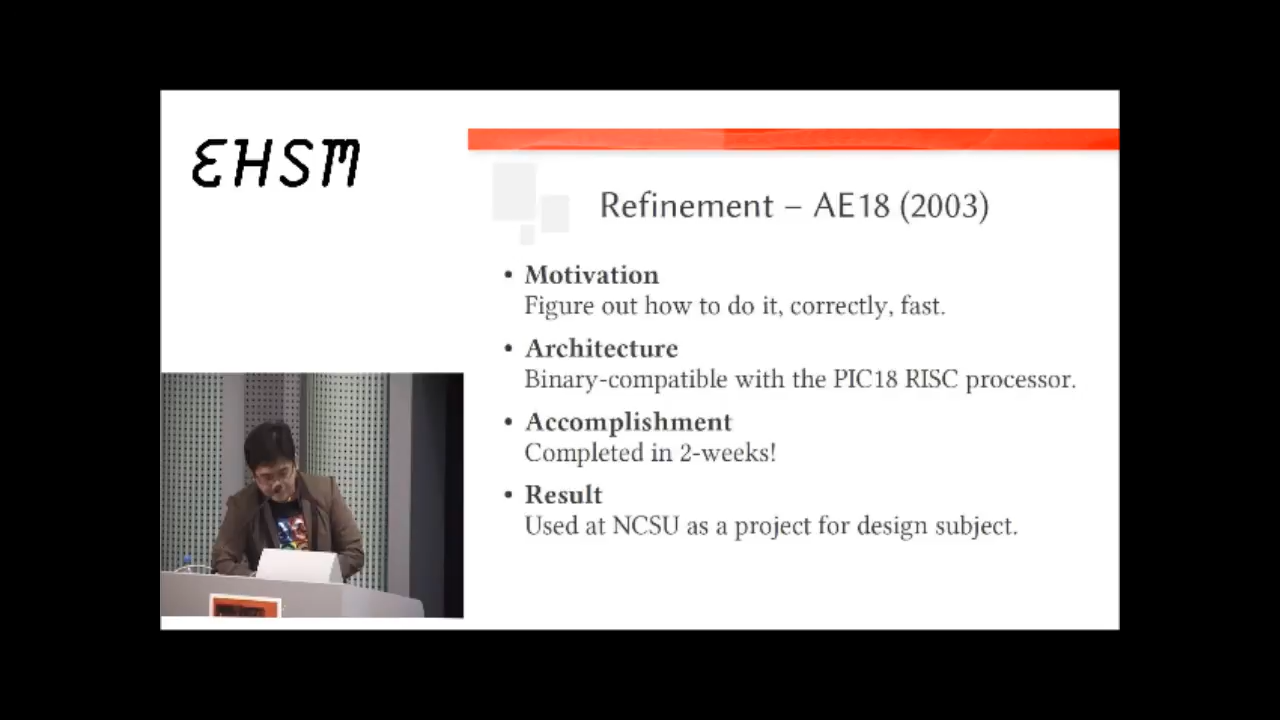 EHSM
Refinement – AE18 (2003)
• Motivation
Figure out how to do it, correctly, fast.
• Architecture
Binary-compatible with the PIC18 RISC processor.
• Accomplishment
Completed in 2-weeks!
• Result
Used at NCSU as a project for design subject.